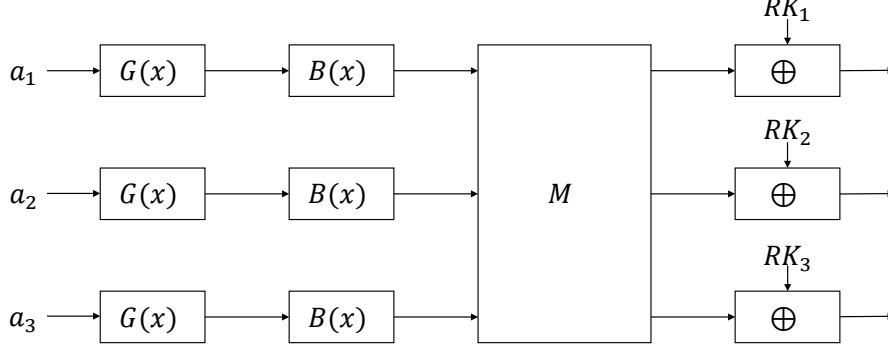 RK₁
a₁ G(x) B(x) ⊕
RK₂
a₂ G(x) B(x) M ⊕
RK₃
a₃ G(x) B(x) ⊕